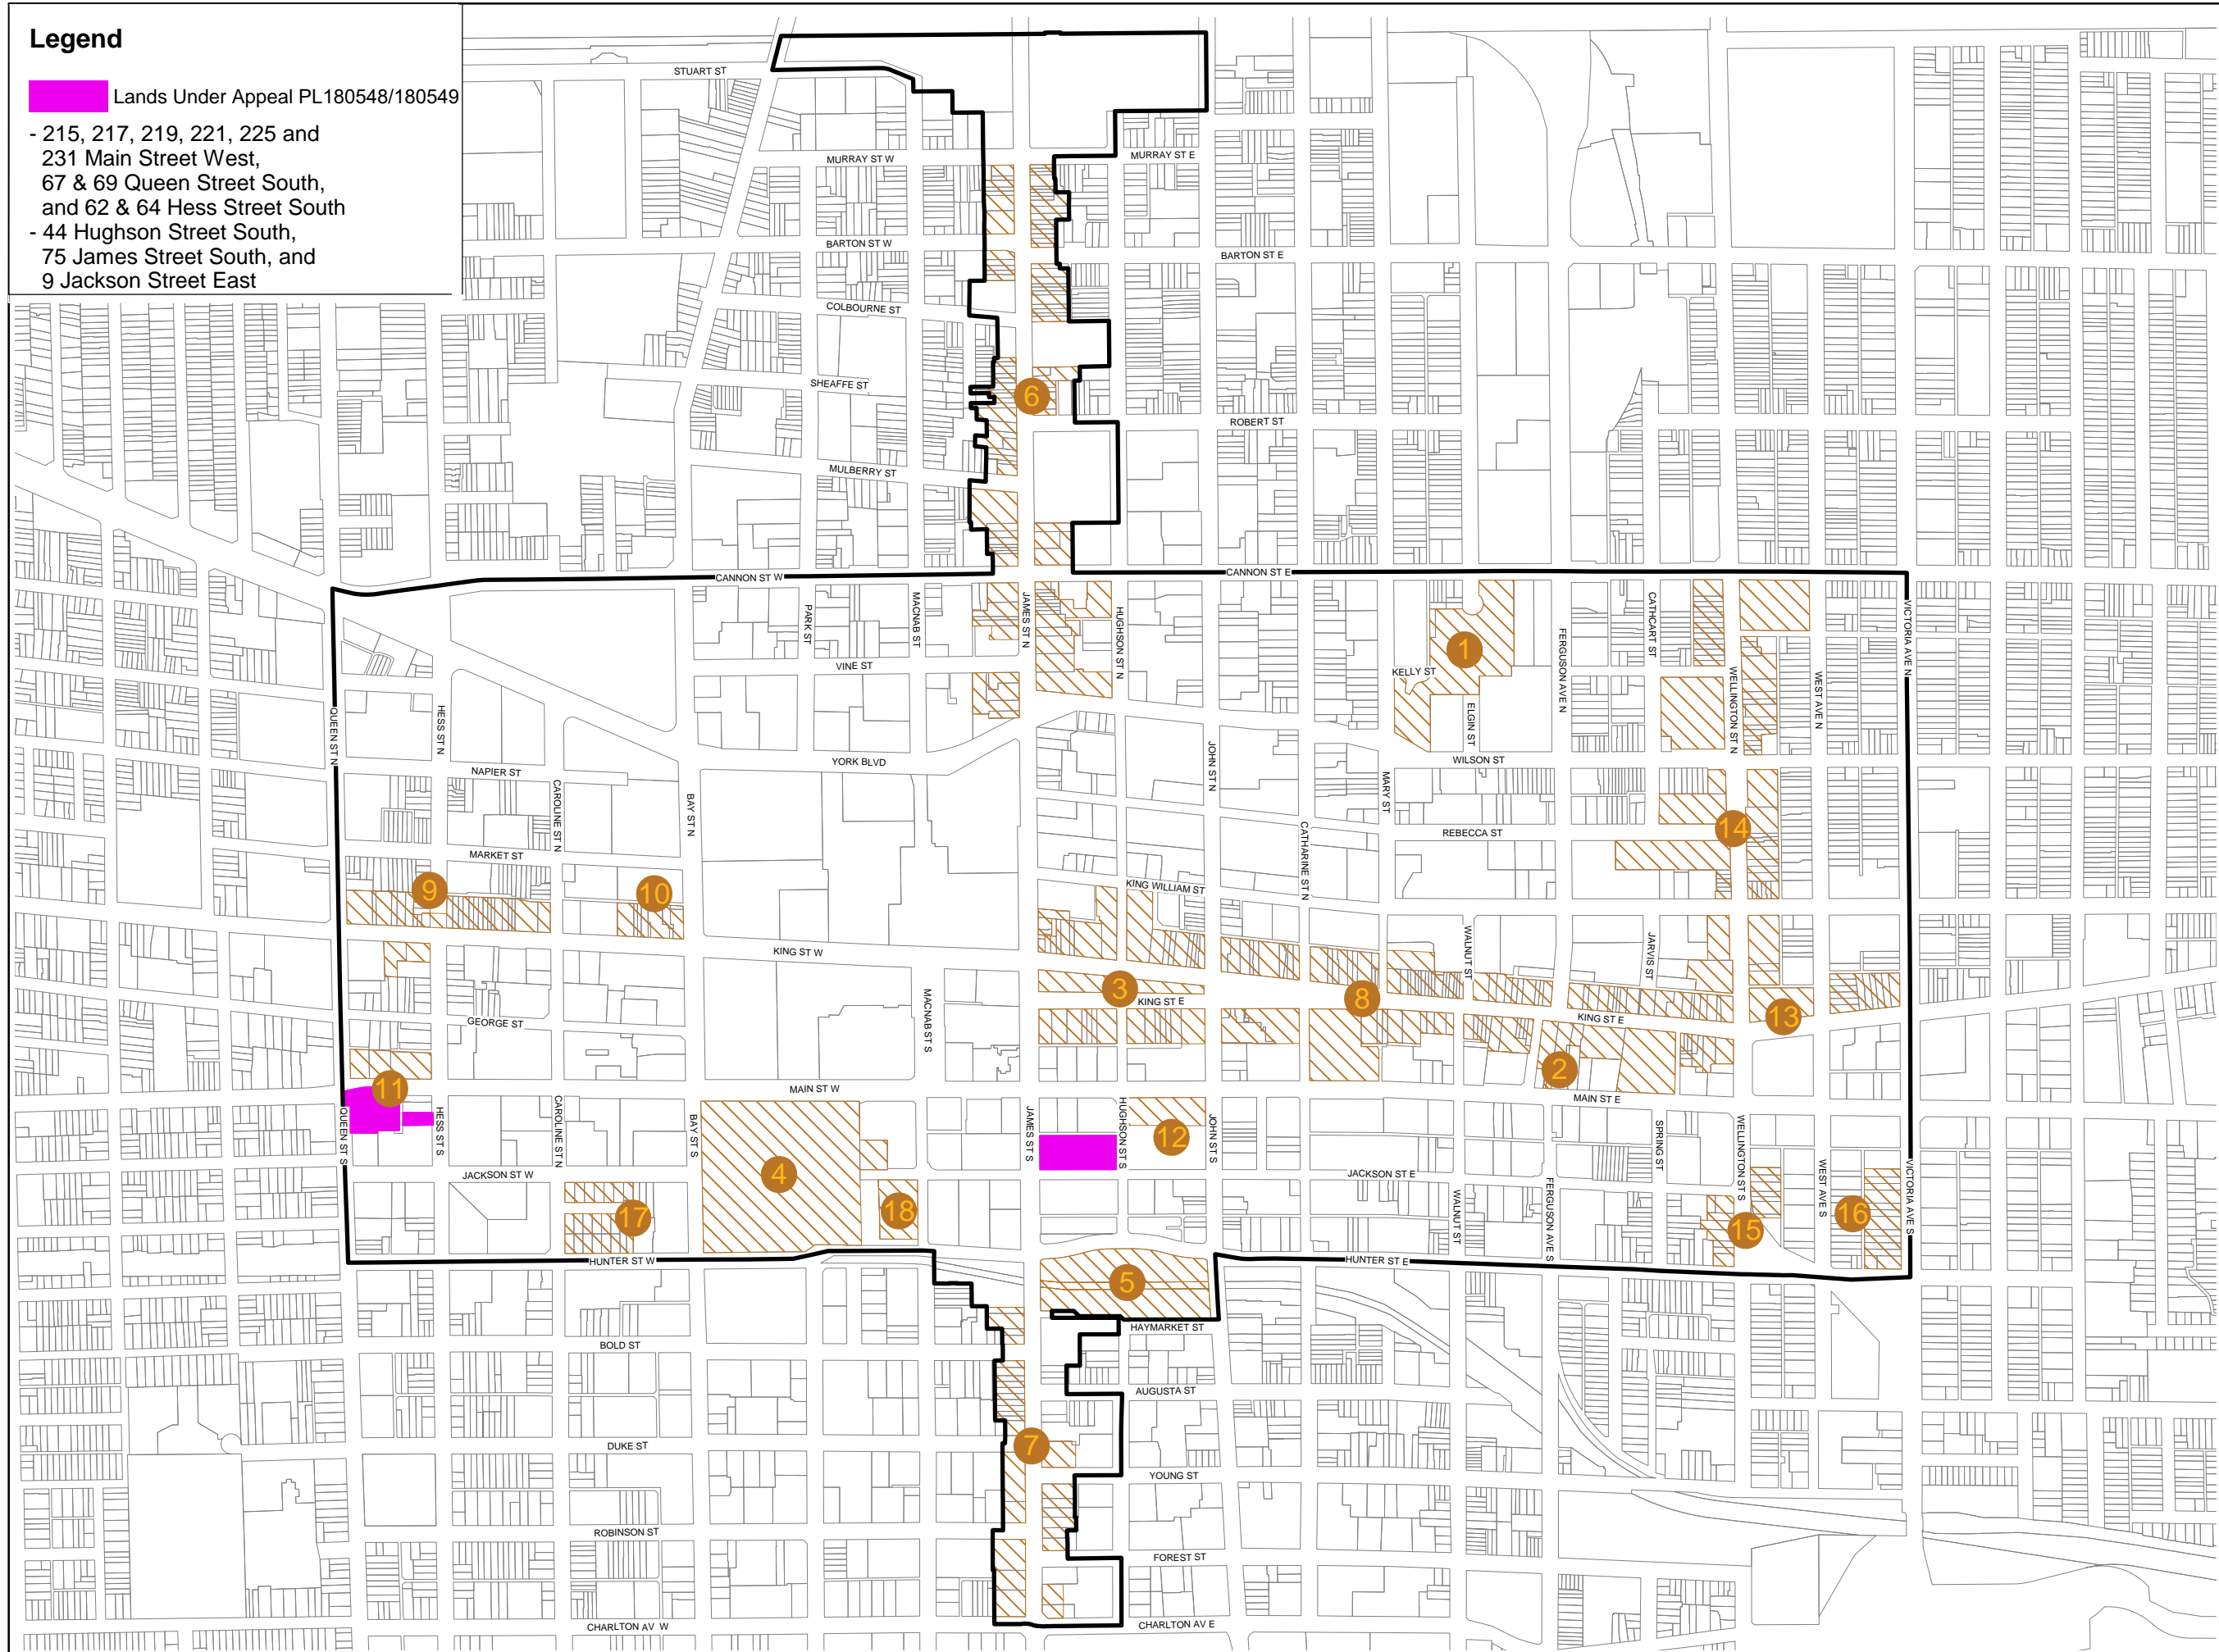 Legend
Lands Under Appeal PL180548/180549
- 215, 217, 219, 221, 225 and
231 Main Street West,
67 & 69 Queen Street South,
and 62 & 64 Hess Street South
- 44 Hughson Street South,
75 James Street South, and
9 Jackson Street East
STUART ST
MURRAY ST W
MURRAY ST E
BARTON ST W
BARTON ST E
COLBOURNE ST
SHEAFFE ST
6
ROBERT ST
MULBERRY ST
CANNON ST W
CANNON ST E
PARK ST
MACNAB ST
JAMES ST N
HUGHSON ST N
CATHCART ST
VICTORIA AVE N
1
FERGUSON AVE N
VINE ST
KELLY ST
WELLINGTON ST N
WEST AVE N
QUEEN ST N
HESS ST N
ELGIN ST
JOHN ST N
YORK BLVD
WILSON ST
NAPIER ST
CAROLINE ST N
BAY ST N
MARY ST
CATHARINE ST N
REBECCA ST
14
MARKET ST
9
10
KING WILLIAM ST
KING ST W
WALNUT ST
JARVIS ST
3
8
KING ST E
MACNAB ST S
GEORGE ST
KING ST E
13
2
11
MAIN ST W
MAIN ST E
QUEEN ST S
HESS ST S
CAROLINE ST N
BAY ST S
JAMES ST S
HUGHSON ST S
12
JOHN ST S
SPRING ST
WELLINGTON ST S
WEST AVE S
VICTORIA AVE S
JACKSON ST W
4
JACKSON ST E
17
18
WALNUT ST
FERGUSON AVE S
15
16
HUNTER ST W
HUNTER ST E
5
HAYMARKET ST
BOLD ST
AUGUSTA ST
DUKE ST
7
YOUNG ST
ROBINSON ST
FOREST ST
CHARLTON AV W
CHARLTON AV E